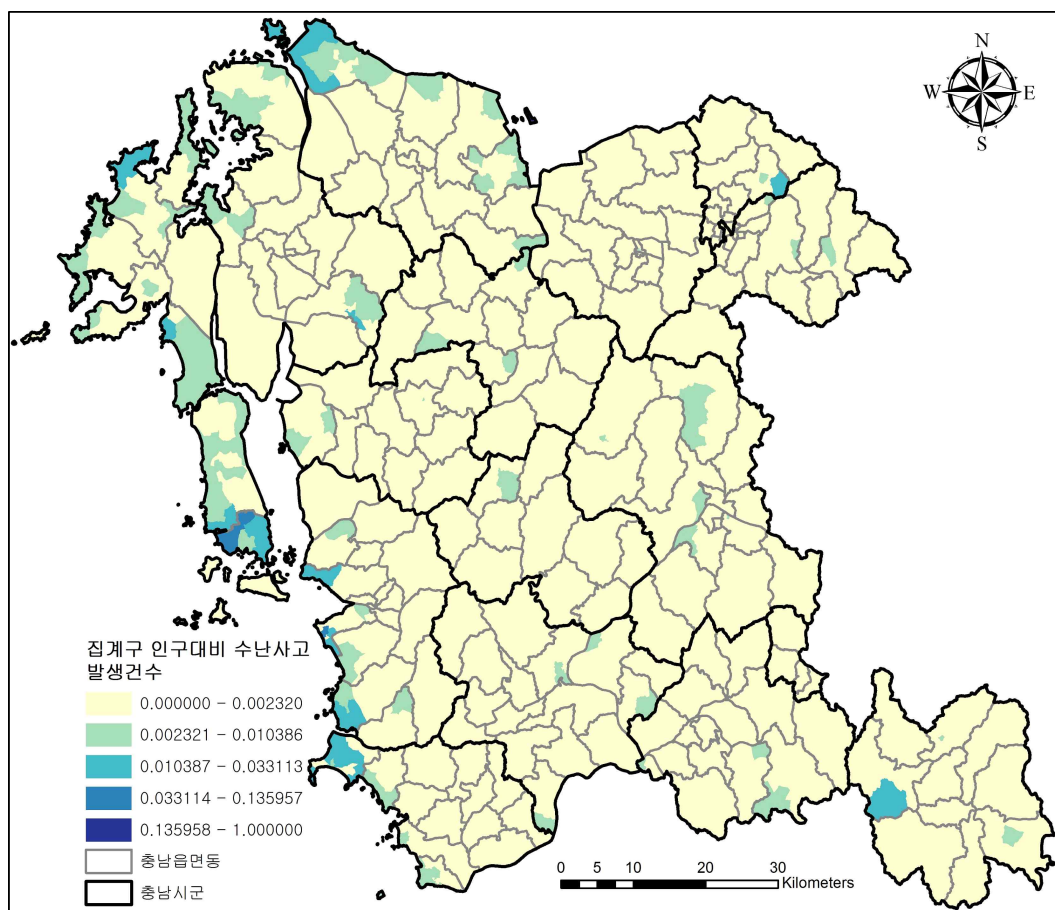 N
W E
S
집계구 인구대비 수난사고
발생건수
0.000000 - 0.002320
0.002321 - 0.010386
0.010387 - 0.033113
0.033114 - 0.135957
0.135958 - 1.000000
충남읍면동
충남시군
0 5 10 20 30
Kilometers